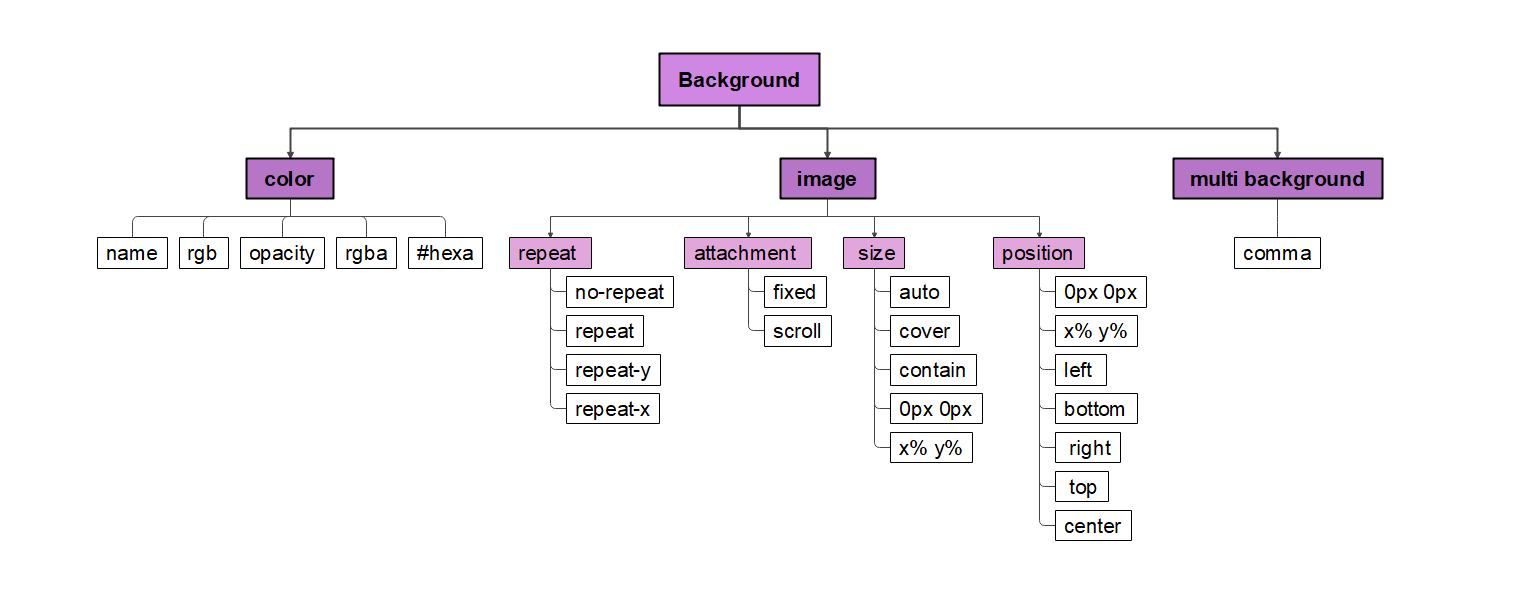 Background
color
image
multi background
name
rgb
opacity
rgba
#hexa
repeat
no-repeat
repeat
repeat-y
repeat-x
attachment
fixed
scroll
size
auto
cover
contain
0px 0px
x% y%
position
0px 0px
x% y%
left
bottom
right
top
center
comma